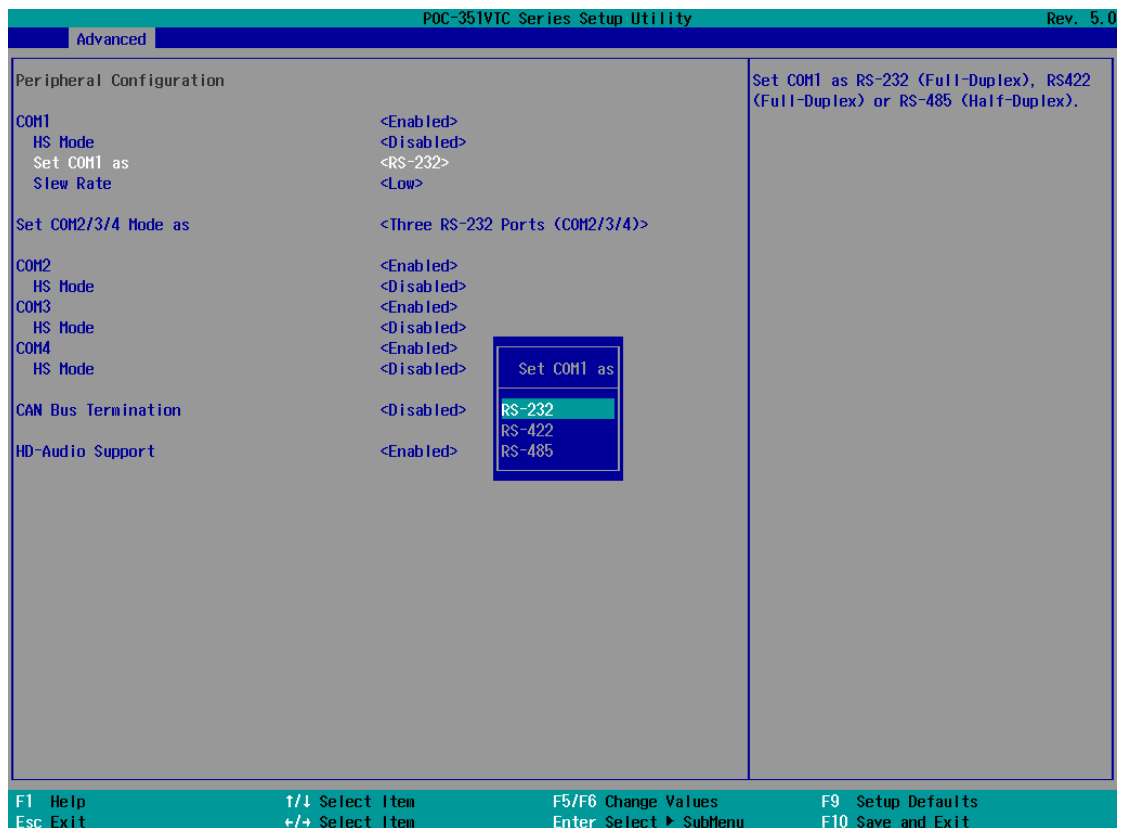 POC-351VTC Series Setup Utility Rev. 5.0
Advanced
Peripheral Configuration
Set COM1 as RS-232 (Full-Duplex), RS422
(Full-Duplex) or RS-485 (Half-Duplex).
COM1 <Enabled>
HS Mode <Disabled>
Set COM1 as <RS-232>
Slew Rate <Low>
Set COM2/3/4 Mode as <Three RS-232 Ports (COM2/3/4)>
COM2 <Enabled>
HS Mode <Disabled>
COM3 <Enabled>
HS Mode <Disabled>
COM4 <Enabled>
HS Mode <Disabled>
CAN Bus Termination <Disabled>
HD-Audio Support <Enabled>
Set COM1 as
RS-232
RS-422
RS-485
F1 Help ↑/↓ Select Item F5/F6 Change Values F9 Setup Defaults
Esc Exit ←/→ Select Item Enter Select ▶ SubMenu F10 Save and Exit